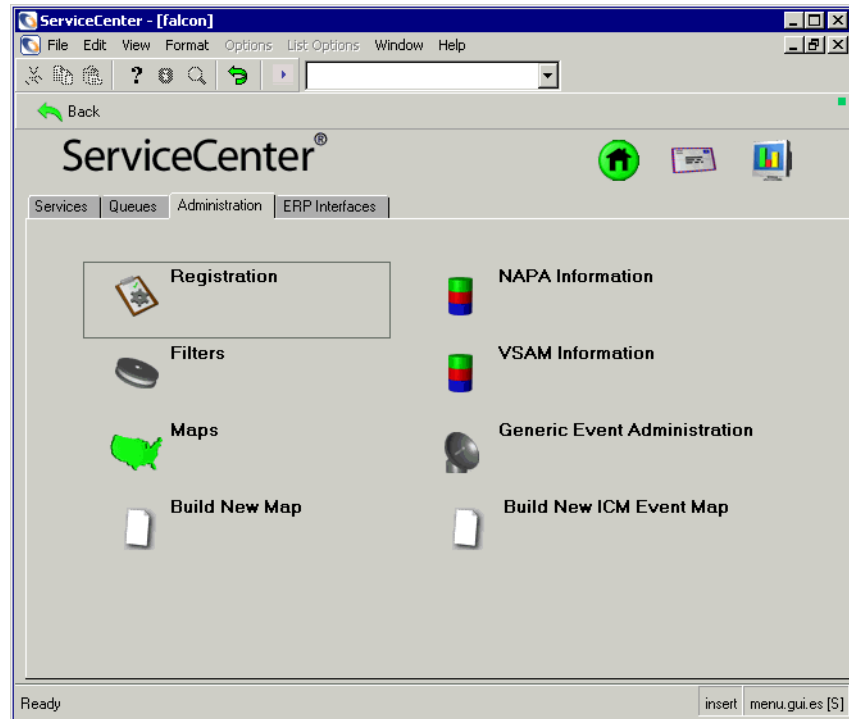 ServiceCenter - [falcon]
File Edit View Format Options List Options Window Help
?
Back
ServiceCenter®
Services Queues Administration ERP Interfaces
Registration NAPA Information
Filters VSAM Information
Maps Generic Event Administration
Build New Map Build New ICM Event Map
Ready insert menu.gui.es [S]